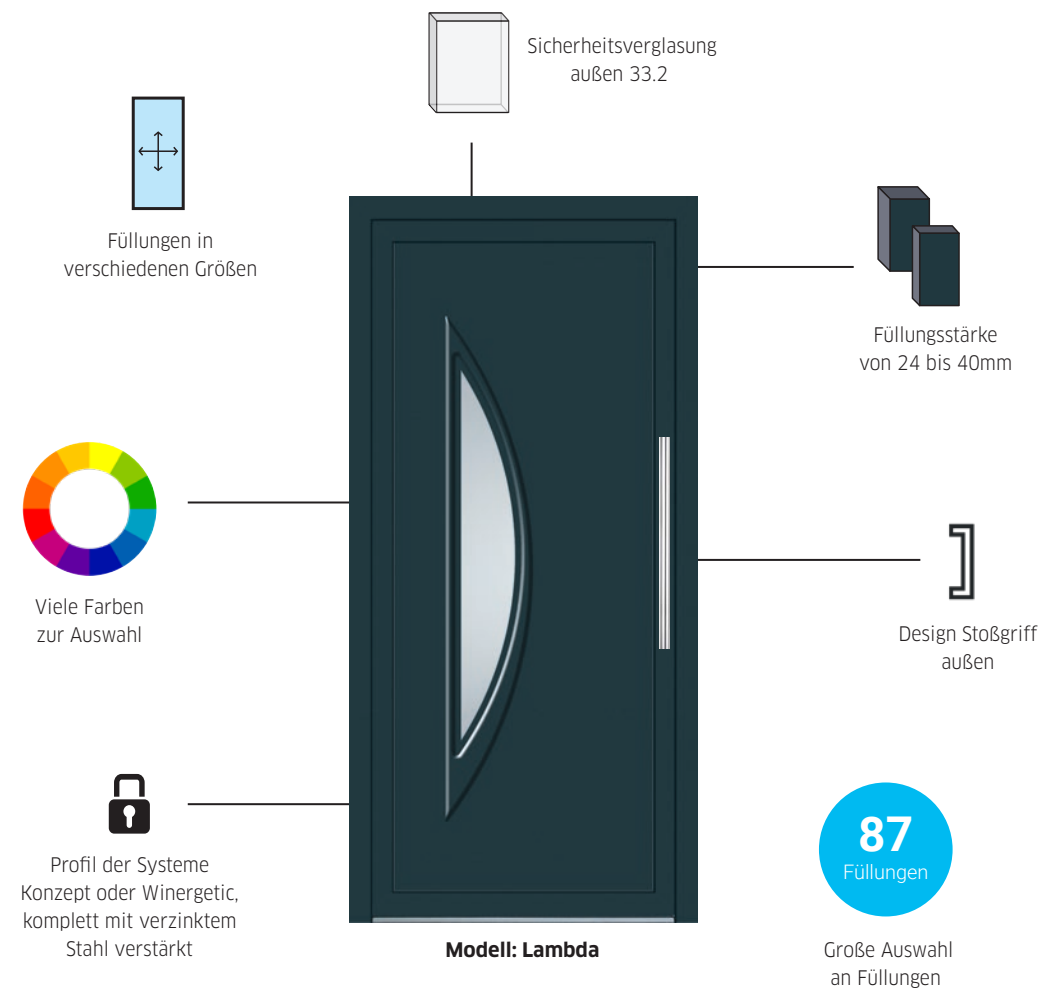 Sicherheitsverglasung
außen 33.2
Füllungen in
verschiedenen Größen
Füllungsstärke
von 24 bis 40mm
Viele Farben
zur Auswahl
Design Stoßgriff
außen
Profil der Systeme
Konzept oder Winergetic,
komplett mit verzinktem
Stahl verstärkt
87
Füllungen
Große Auswahl
an Füllungen
Modell: Lambda